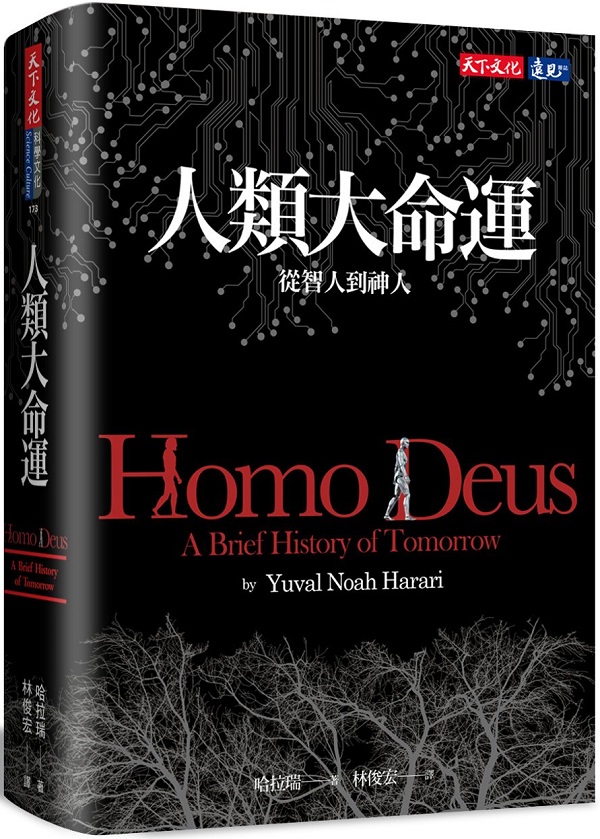 天下文化
遠見雜誌
人類大命運
從智人到神人
Homo Deus
A Brief History of Tomorrow
by Yuval Noah Harari
哈拉瑞──著 林俊宏──譯
天下文化
科學文化
Science Culture
173
人類大命運
Homo Deus
A Brief History
of Tomorrow
哈拉瑞 著
林俊宏 譯